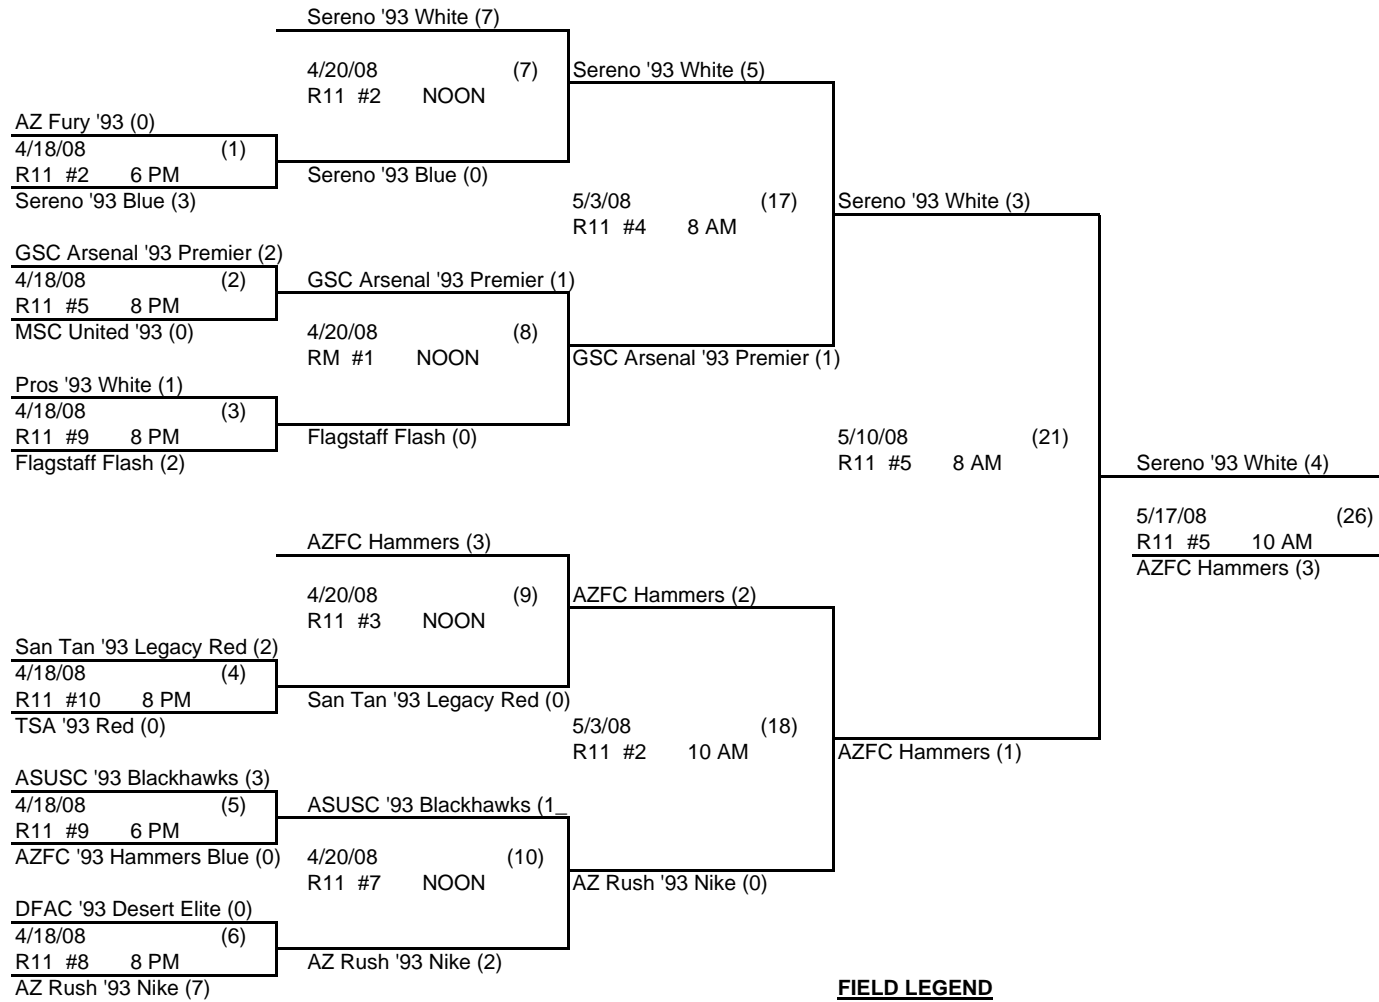 Sereno '93 White (7)
4/20/08 (7)
R11 #2 NOON
Sereno '93 White (5)
AZ Fury '93 (0)
4/18/08 (1)
R11 #2 6 PM
Sereno '93 Blue (3)
Sereno '93 Blue (0)
5/3/08 (17)
R11 #4 8 AM
Sereno '93 White (3)
GSC Arsenal '93 Premier (2)
4/18/08 (2)
R11 #5 8 PM
MSC United '93 (0)
GSC Arsenal '93 Premier (1)
4/20/08 (8)
RM #1 NOON
GSC Arsenal '93 Premier (1)
Pros '93 White (1)
4/18/08 (3)
R11 #9 8 PM
Flagstaff Flash (2)
Flagstaff Flash (0)
5/10/08 (21)
R11 #5 8 AM
Sereno '93 White (4)
5/17/08 (26)
R11 #5 10 AM
AZFC Hammers (3)
AZFC Hammers (3)
4/20/08 (9)
R11 #3 NOON
AZFC Hammers (2)
San Tan '93 Legacy Red (2)
4/18/08 (4)
R11 #10 8 PM
TSA '93 Red (0)
San Tan '93 Legacy Red (0)
5/3/08 (18)
R11 #2 10 AM
AZFC Hammers (1)
ASUSC '93 Blackhawks (3)
4/18/08 (5)
R11 #9 6 PM
AZFC '93 Hammers Blue (0)
ASUSC '93 Blackhawks (1_
4/20/08 (10)
R11 #7 NOON
AZ Rush '93 Nike (0)
DFAC '93 Desert Elite (0)
4/18/08 (6)
R11 #8 8 PM
AZ Rush '93 Nike (7)
AZ Rush '93 Nike (2)
FIELD LEGEND